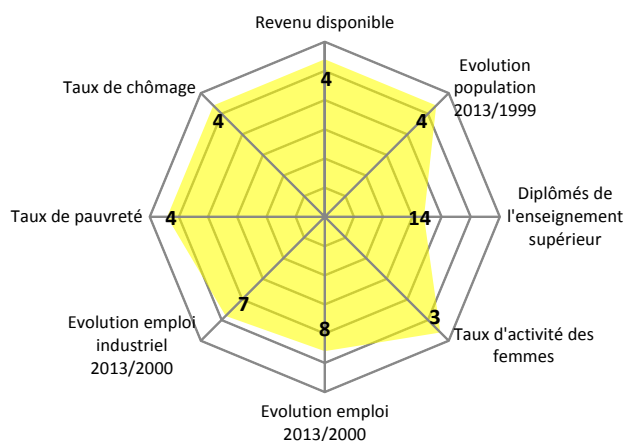 Revenu disponible
4
Evolution
population
2013/1999
4
Diplômés de
l'enseignement
supérieur
14
Taux d'activité des
femmes
3
Evolution emploi
2013/2000
8
Evolution emploi
industriel
2013/2000
7
Taux de pauvreté
4
Taux de chômage
4